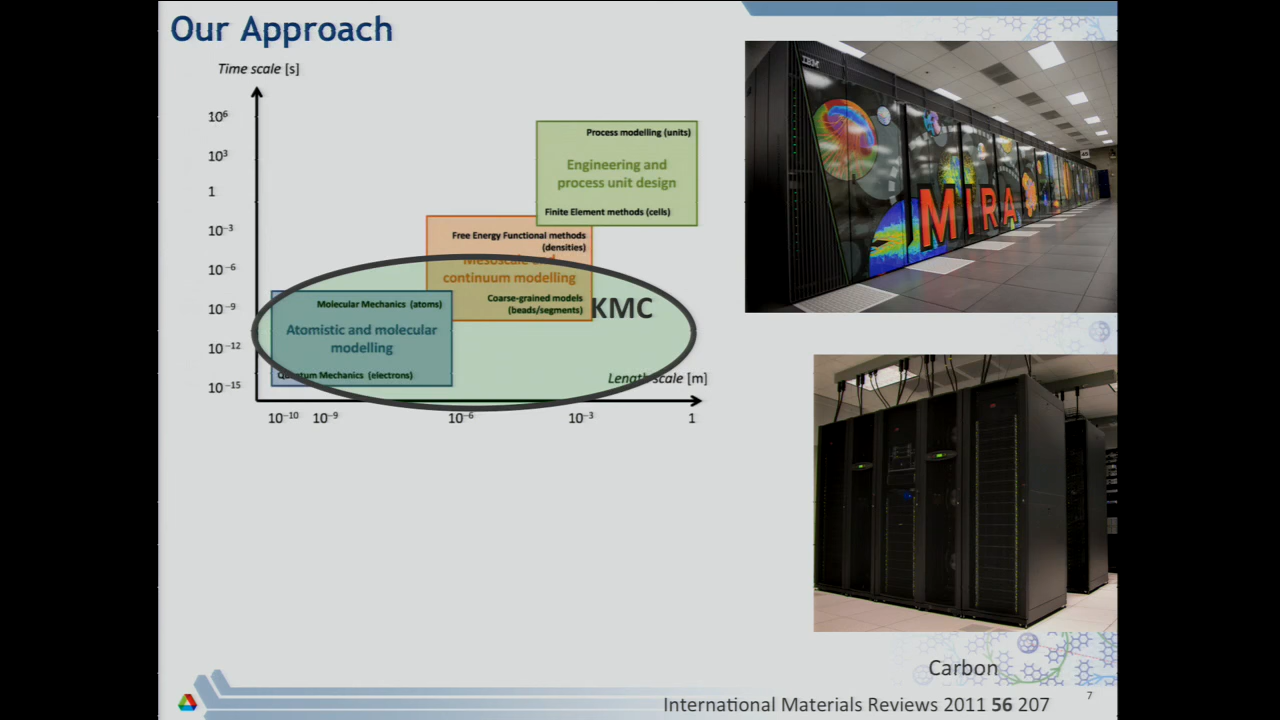 Our Approach
Time scale [s]
10⁶
10³
1
10⁻³
10⁻⁶
10⁻⁹
10⁻¹²
10⁻¹⁵
Process modelling (units)
Engineering and
process unit design
Finite Element methods (cells)
Free Energy Functional methods
(densities)
Mesoscale and
continuum modelling
Coarse-grained models
(beads/segments)
KMC
Molecular Mechanics (atoms)
Atomistic and molecular
modelling
Quantum Mechanics (electrons)
Length scale [m]
10⁻¹⁰ 10⁻⁹ 10⁻⁶ 10⁻³ 1
IBM
MIRA
Carbon
International Materials Reviews 2011 56 207
7